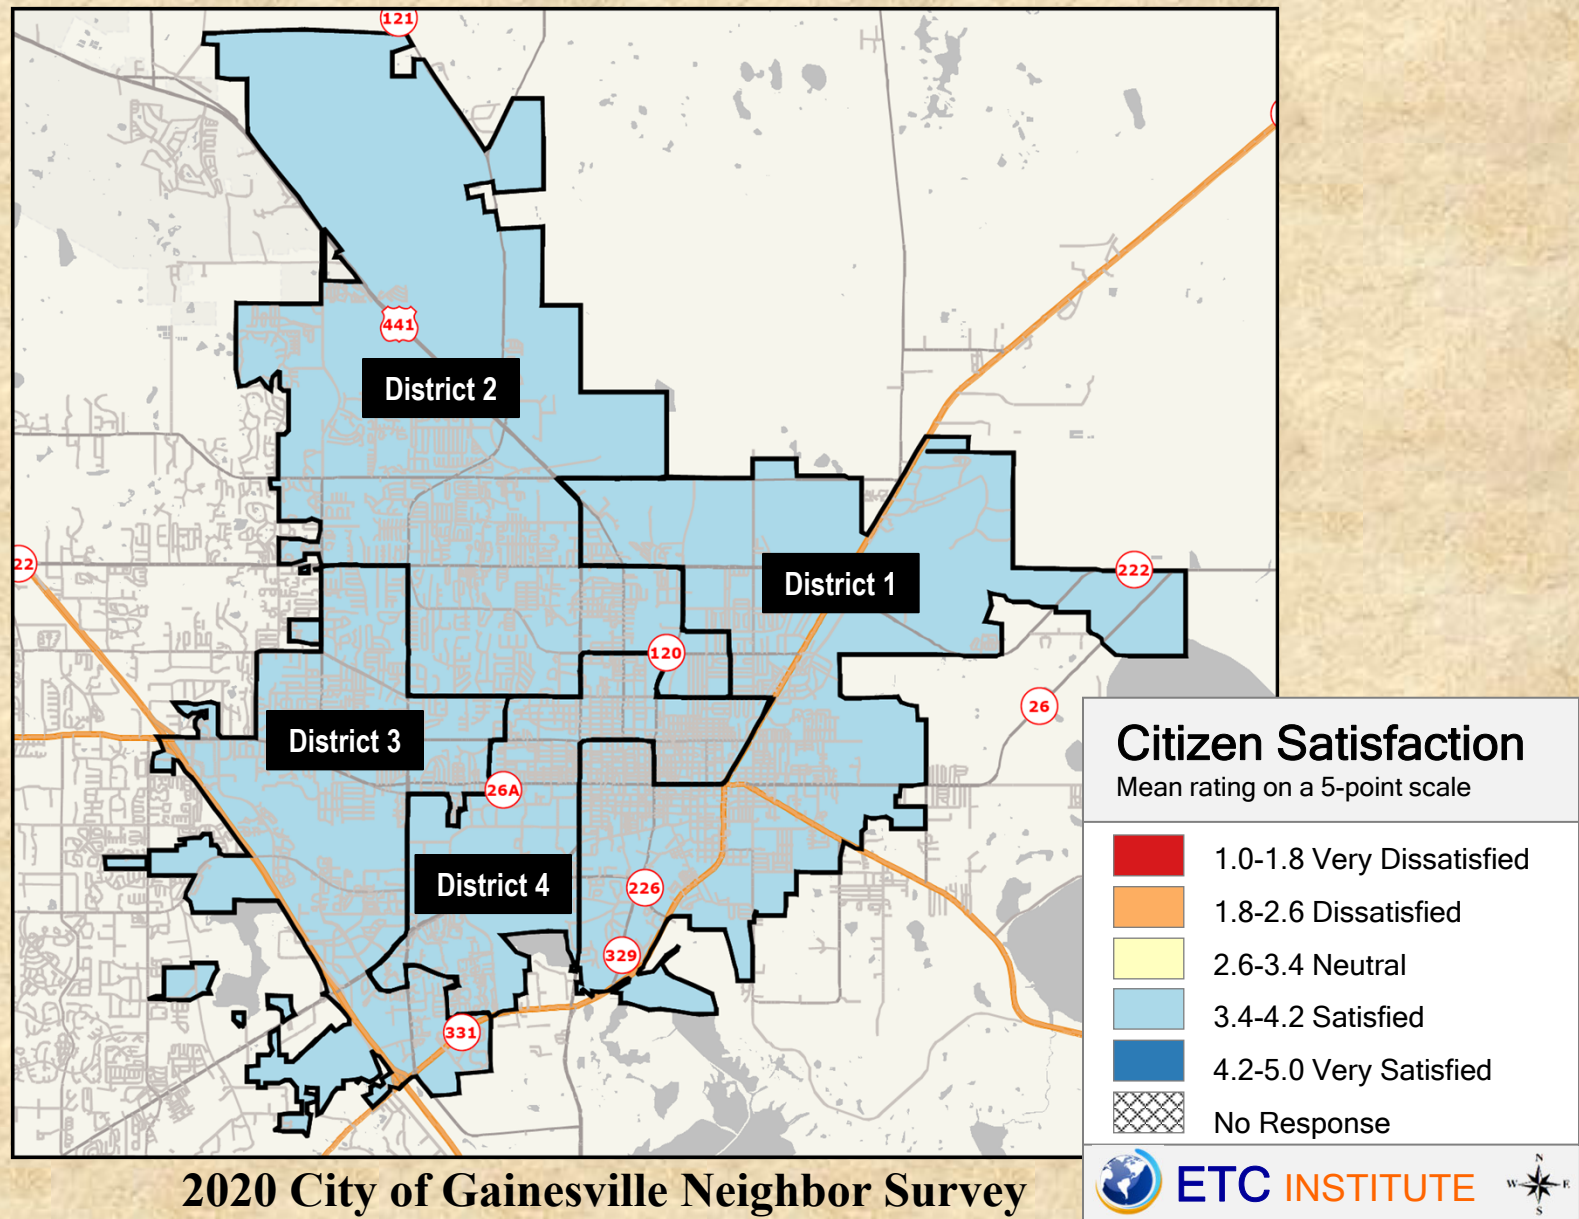 121
441
District 2
22
District 1
222
120
26
District 3
26A
District 4
226
329
331
Citizen Satisfaction
Mean rating on a 5-point scale
1.0-1.8 Very Dissatisfied
1.8-2.6 Dissatisfied
2.6-3.4 Neutral
3.4-4.2 Satisfied
4.2-5.0 Very Satisfied
No Response
2020 City of Gainesville Neighbor Survey
ETC INSTITUTE
N
W E
S